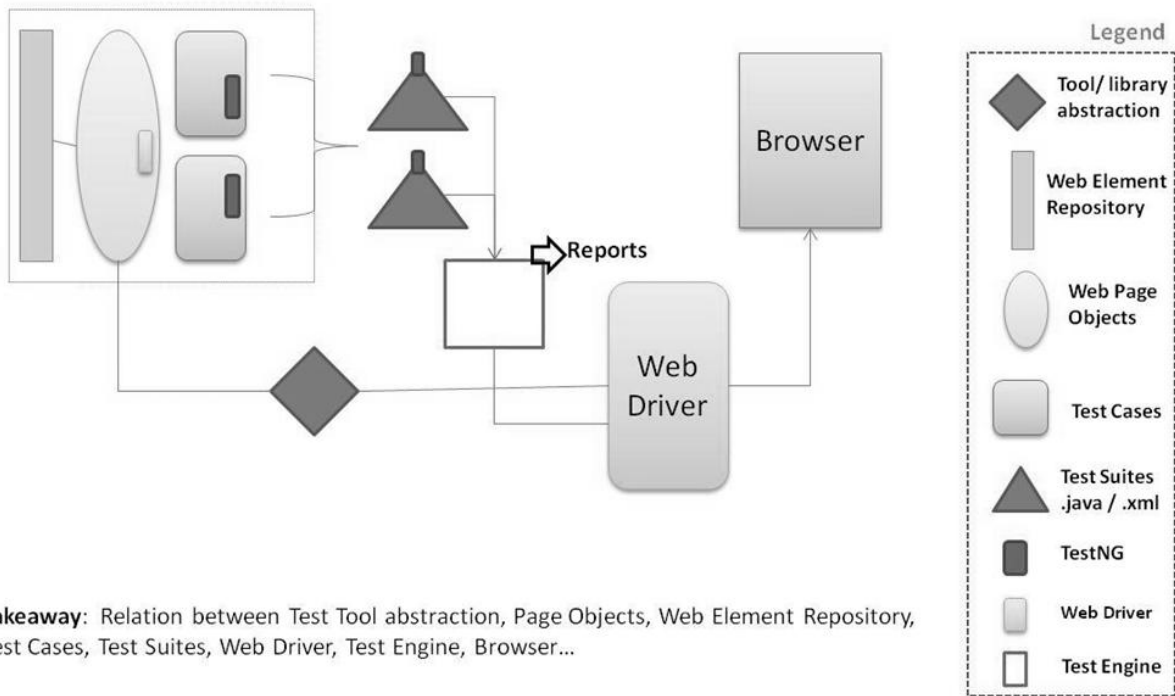 Legend
Tool/ library
abstraction
Web Element
Repository
Web Page
Objects
Test Cases
Test Suites
.java / .xml
TestNG
Web Driver
Test Engine
Browser
Reports
Web
Driver
akeaway: Relation between Test Tool abstraction, Page Objects, Web Element Repository,
est Cases, Test Suites, Web Driver, Test Engine, Browser...